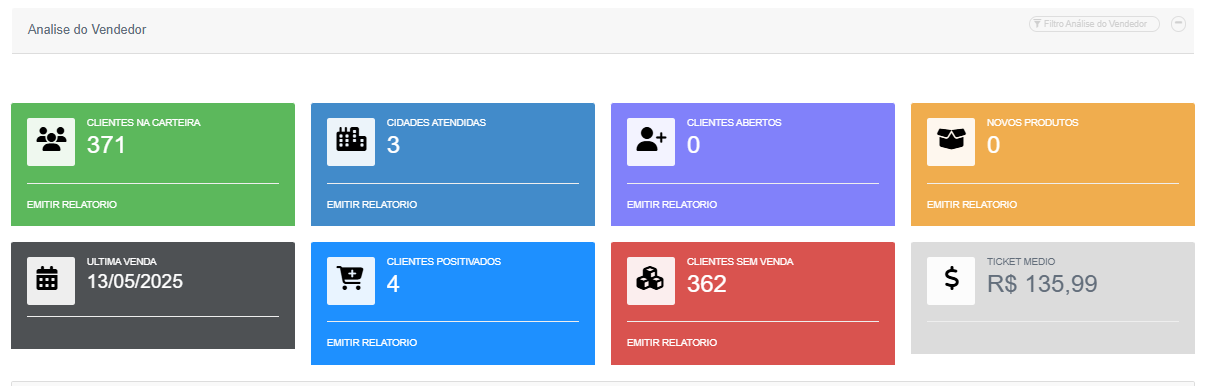 Analise do Vendedor
Filtro Análise do Vendedor
CLIENTES NA CARTEIRA
371
EMITIR RELATORIO
CIDADES ATENDIDAS
3
EMITIR RELATORIO
CLIENTES ABERTOS
0
EMITIR RELATORIO
NOVOS PRODUTOS
0
EMITIR RELATORIO
ULTIMA VENDA
13/05/2025
CLIENTES POSITIVADOS
4
EMITIR RELATORIO
CLIENTES SEM VENDA
362
EMITIR RELATORIO
TICKET MEDIO
R$ 135,99